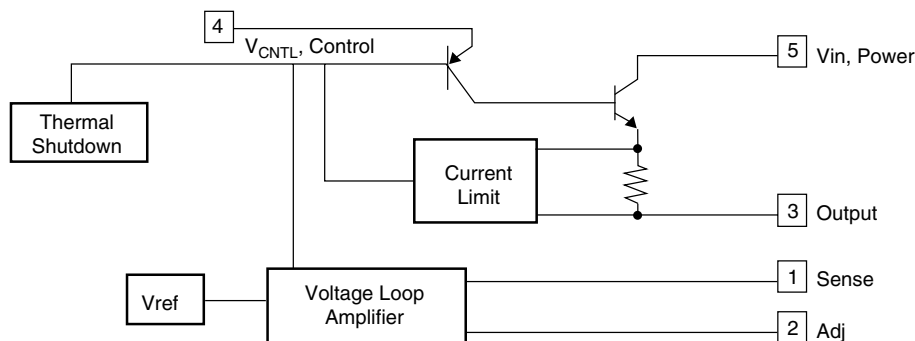 4
V_CNTL, Control
5 Vin, Power
Thermal
Shutdown
Current
Limit
3 Output
1 Sense
Vref
Voltage Loop
Amplifier
2 Adj